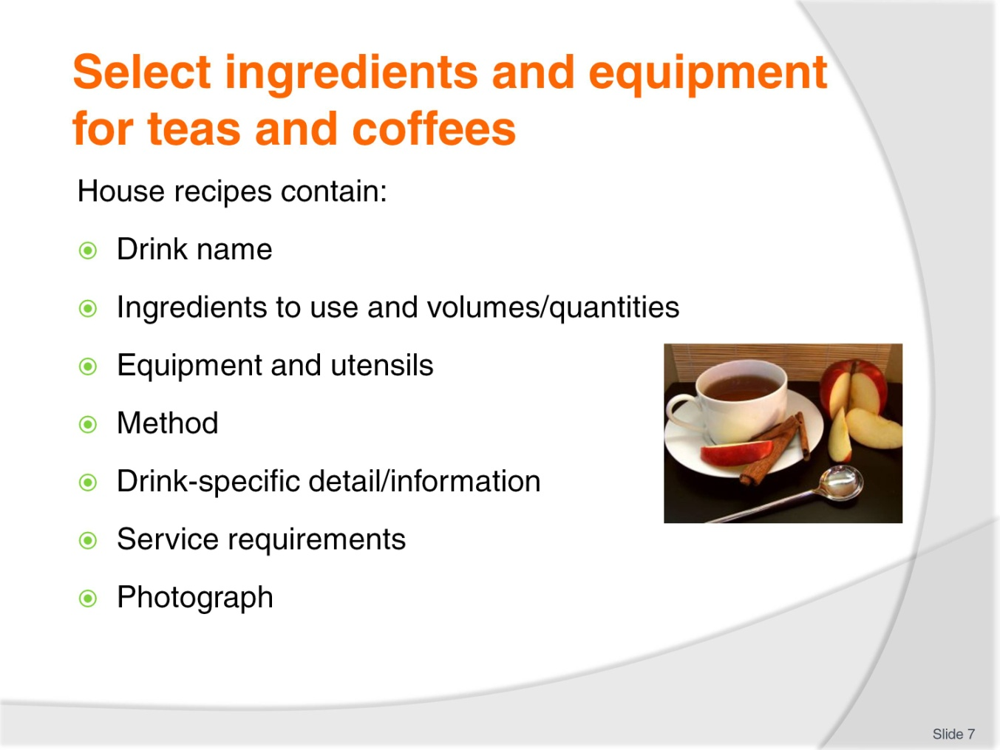 Select ingredients and equipment
for teas and coffees
House recipes contain:
Drink name
Ingredients to use and volumes/quantities
Equipment and utensils
Method
Drink-specific detail/information
Service requirements
Photograph
Slide 7